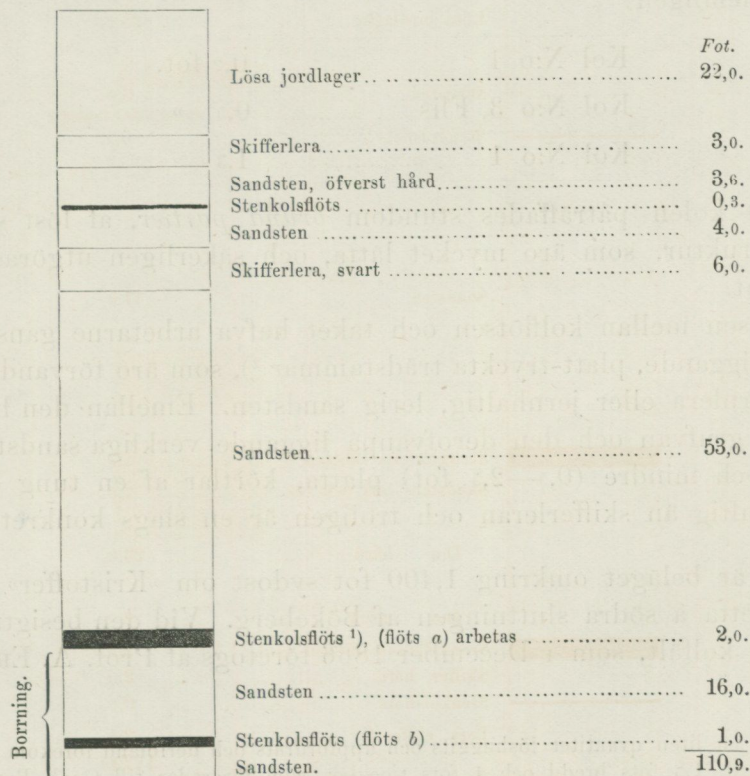 Fot.
Lösa jordlager.. .. ................................. 22,0.
Skifferlera............................................... 3,0.
Sandsten, öfverst hård............................ 3,6.
Stenkolsflöts ........................................... 0,3.
Sandsten ................................................ 4,0.
Skifferlera, svart ..................................... 6,0.
Sandsten................................................. 53,0.
Stenkolsflöts ¹), (flöts a) arbetas .............. 2,0.
Borrning.
Sandsten ................................................ 16,0.
Stenkolsflöts (flöts b)............................... 1,0.
Sandsten. 110,9.